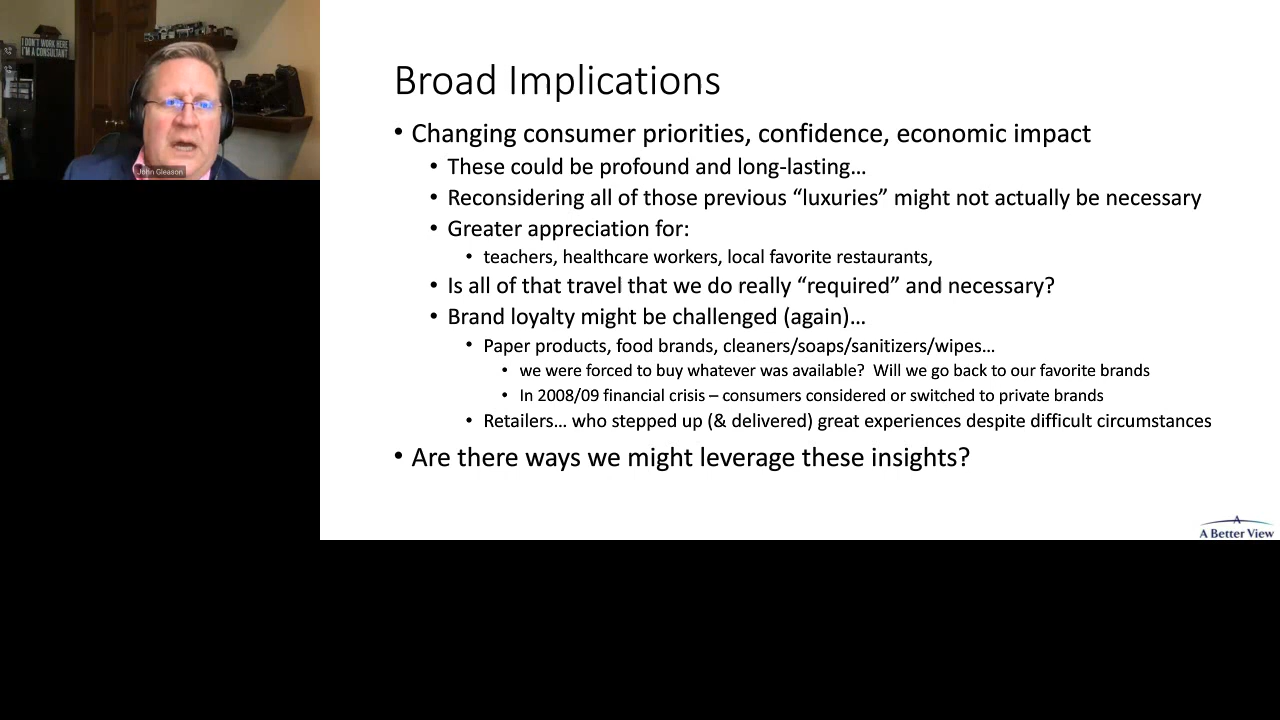 I DON'T WORK HERE
I'M A CONSULTANT
John Gleason
Broad Implications
• Changing consumer priorities, confidence, economic impact
• These could be profound and long-lasting…
• Reconsidering all of those previous “luxuries” might not actually be necessary
• Greater appreciation for:
• teachers, healthcare workers, local favorite restaurants,
• Is all of that travel that we do really “required” and necessary?
• Brand loyalty might be challenged (again)…
• Paper products, food brands, cleaners/soaps/sanitizers/wipes…
• we were forced to buy whatever was available?  Will we go back to our favorite brands
• In 2008/09 financial crisis – consumers considered or switched to private brands
• Retailers… who stepped up (& delivered) great experiences despite difficult circumstances
• Are there ways we might leverage these insights?
A Better View